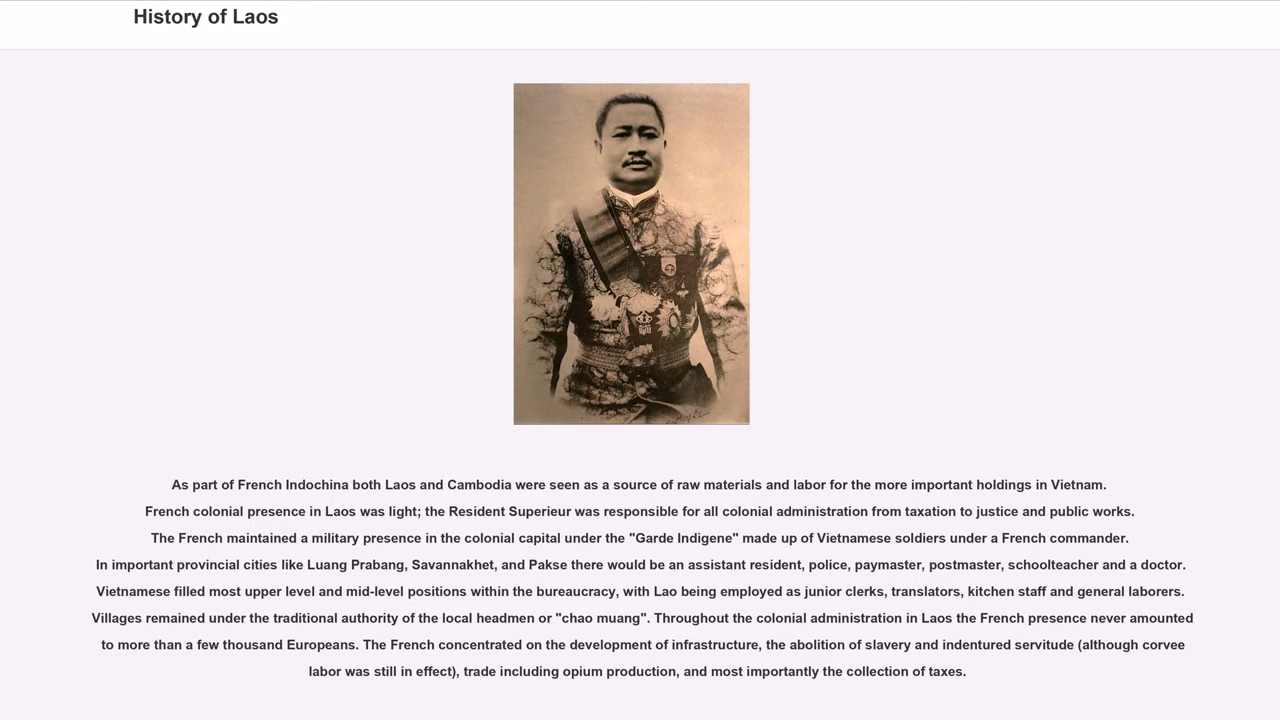 History of Laos
As part of French Indochina both Laos and Cambodia were seen as a source of raw materials and labor for the more important holdings in Vietnam.
French colonial presence in Laos was light; the Resident Superieur was responsible for all colonial administration from taxation to justice and public works.
The French maintained a military presence in the colonial capital under the "Garde Indigene" made up of Vietnamese soldiers under a French commander.
In important provincial cities like Luang Prabang, Savannakhet, and Pakse there would be an assistant resident, police, paymaster, postmaster, schoolteacher and a doctor.
Vietnamese filled most upper level and mid-level positions within the bureaucracy, with Lao being employed as junior clerks, translators, kitchen staff and general laborers.
Villages remained under the traditional authority of the local headmen or "chao muang". Throughout the colonial administration in Laos the French presence never amounted
to more than a few thousand Europeans. The French concentrated on the development of infrastructure, the abolition of slavery and indentured servitude (although corvee
labor was still in effect), trade including opium production, and most importantly the collection of taxes.